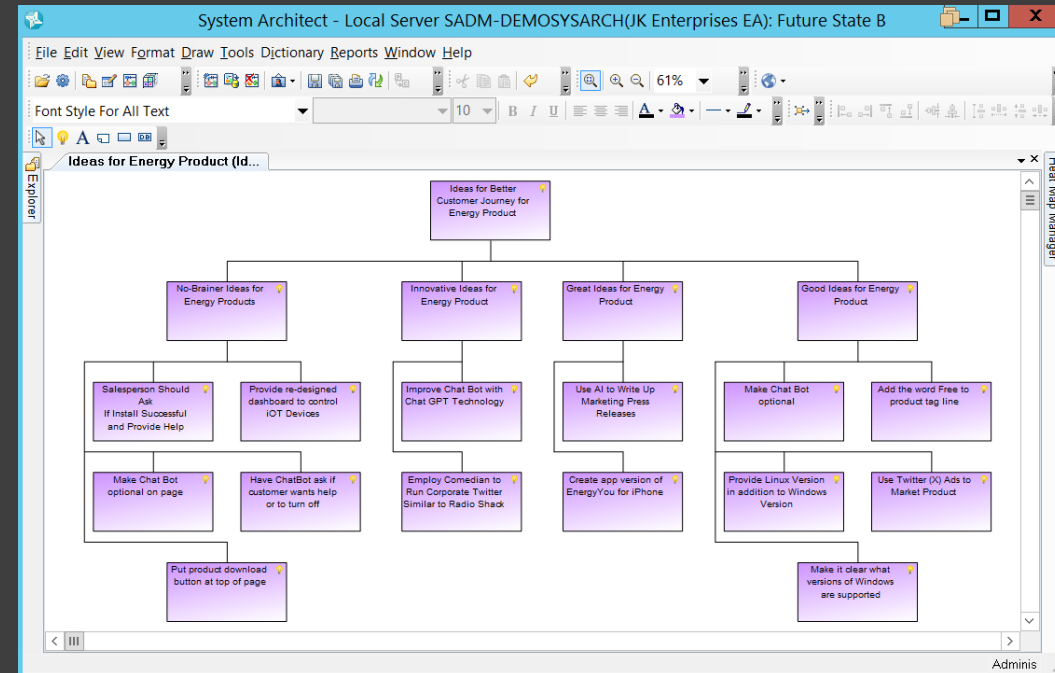 System Architect - Local Server SADM-DEMOSYSARCH(JK Enterprises EA): Future State B
X
File Edit View Format Draw Tools Dictionary Reports Window Help
61%
Font Style For All Text
10
B I U
A
A
Ideas for Energy Product (Id...
Explorer
Heat Map Manager
Ideas for Better
Customer Journey for
Energy Product
No-Brainer Ideas for
Energy Products
Innovative Ideas for
Energy Product
Great Ideas for Energy
Product
Good Ideas for Energy
Product
Salesperson Should
Ask
If Install Successful
and Provide Help
Provide re-designed
dashboard to control
iOT Devices
Improve Chat Bot with
Chat GPT Technology
Use AI to Write Up
Marketing Press
Releases
Make Chat Bot
optional
Add the word Free to
product tag line
Make Chat Bot
optional on page
Have ChatBot ask if
customer wants help
or to turn off
Employ Comedian to
Run Corporate Twitter
Similar to Radio Shack
Create app version of
EnergyYou for iPhone
Provide Linux Version
in addition to Windows
Version
Use Twitter (X) Ads to
Market Product
Put product download
button at top of page
Make it clear what
versions of Windows
are supported
Adminis